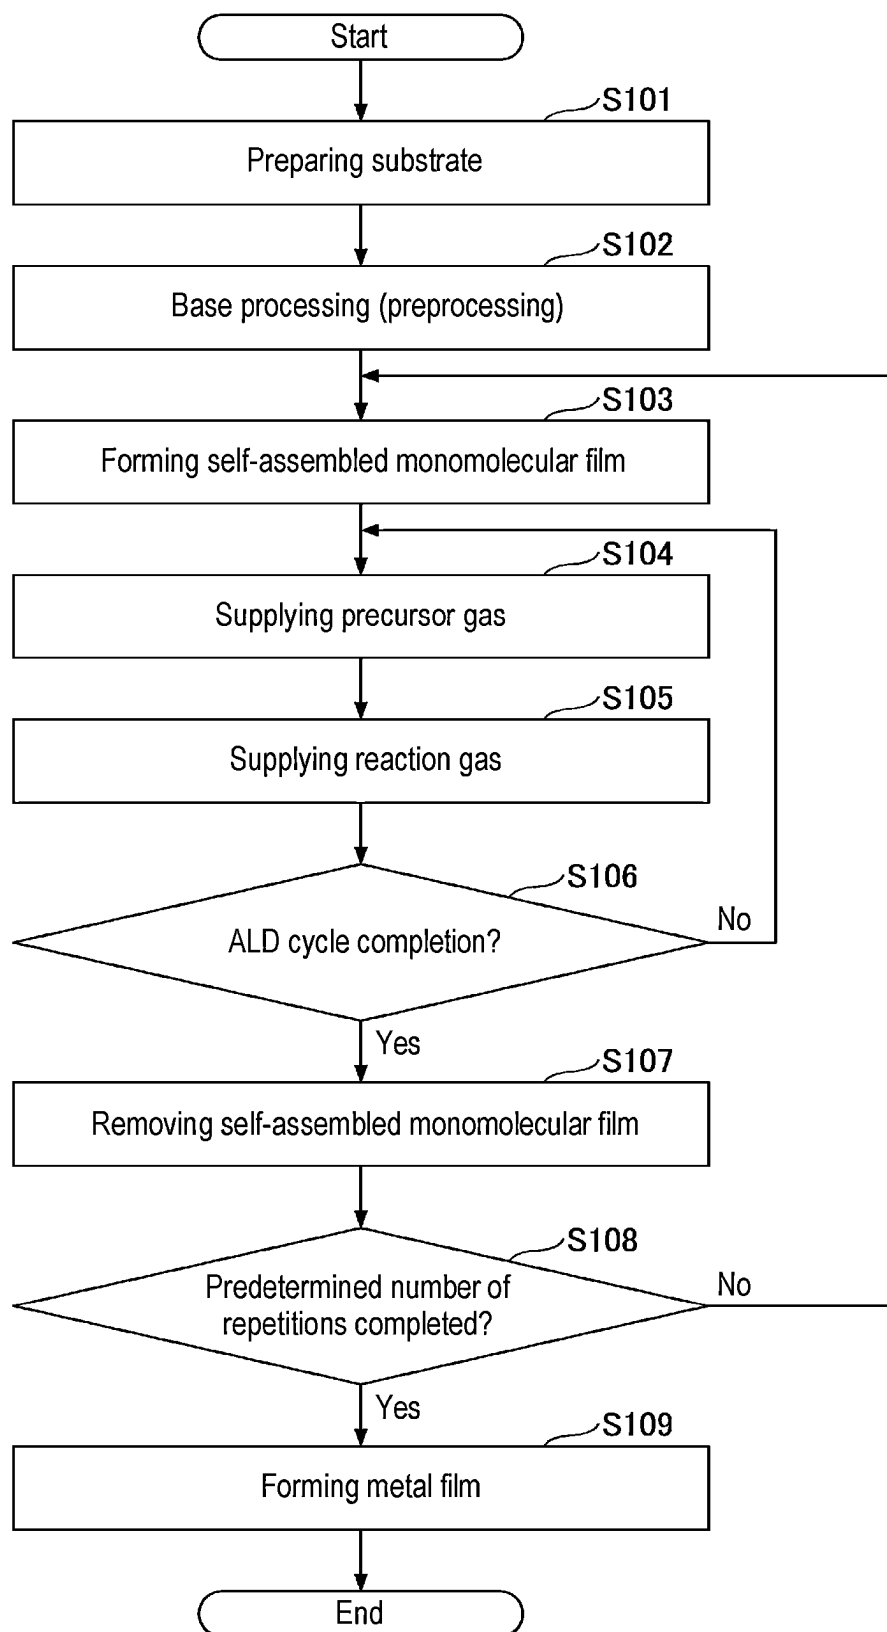 Start
S101
Preparing substrate
S102
Base processing (preprocessing)
S103
Forming self-assembled monomolecular film
S104
Supplying precursor gas
S105
Supplying reaction gas
S106
ALD cycle completion?
No
Yes
S107
Removing self-assembled monomolecular film
S108
Predetermined number of
repetitions completed?
No
Yes
S109
Forming metal film
End